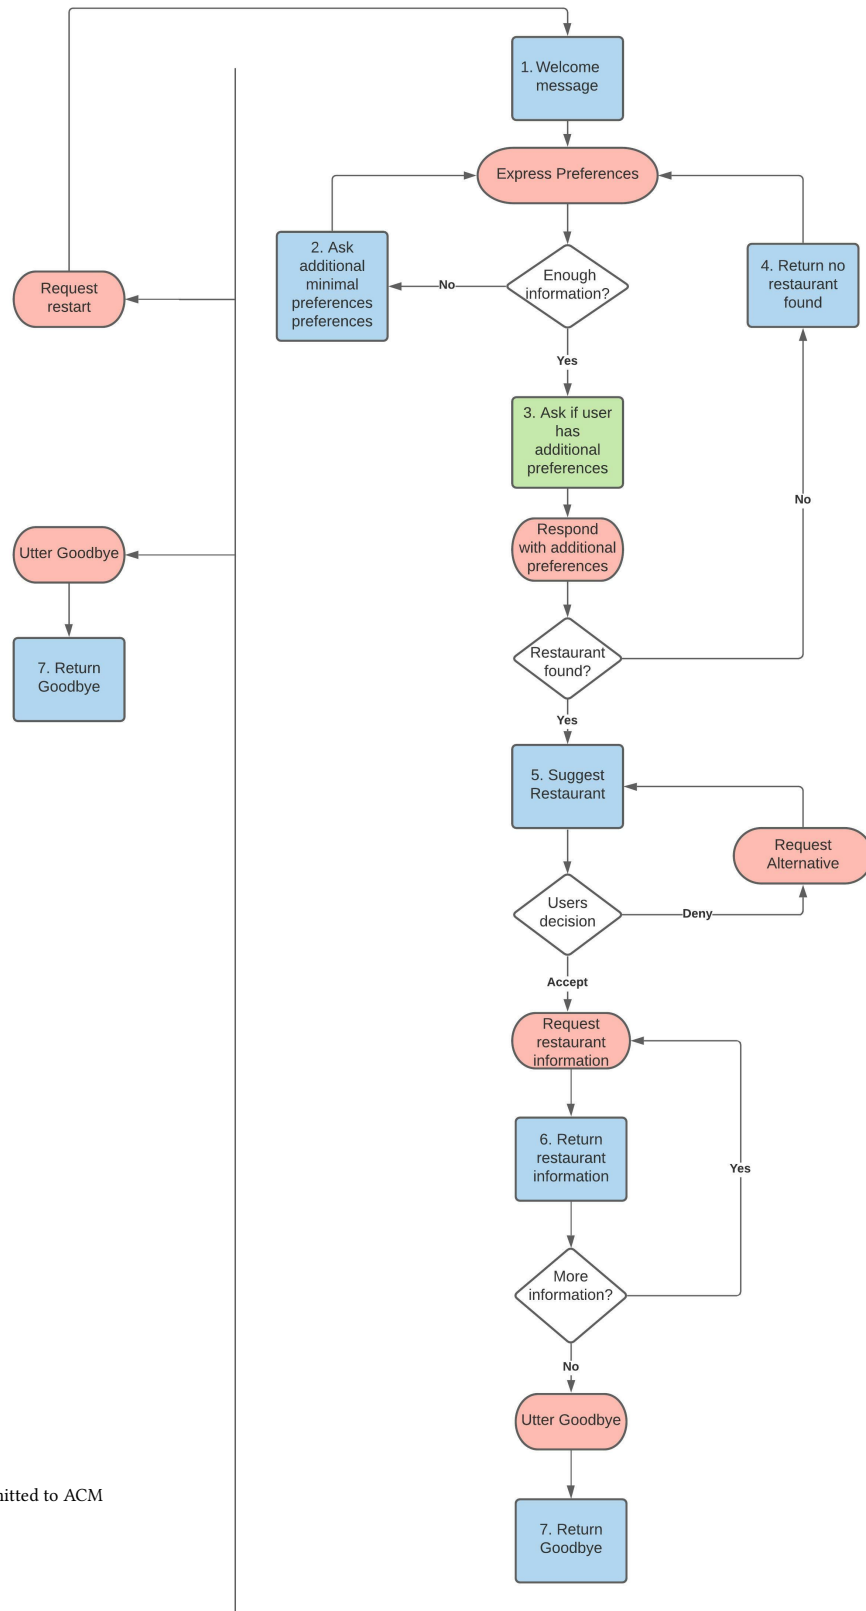 1. Welcome
message
Express Preferences
2. Ask
additional
minimal
preferences
preferences
No
Enough
information?
4. Return no
restaurant
found
Request
restart
Yes
3. Ask if user
has
additional
preferences
No
Utter Goodbye
Respond
with additional
preferences
7. Return
Goodbye
Restaurant
found?
Yes
5. Suggest
Restaurant
Request
Alternative
Users
decision
Deny
Accept
Request
restaurant
information
6. Return
restaurant
information
Yes
More
information?
No
Utter Goodbye
nitted to ACM
7. Return
Goodbye